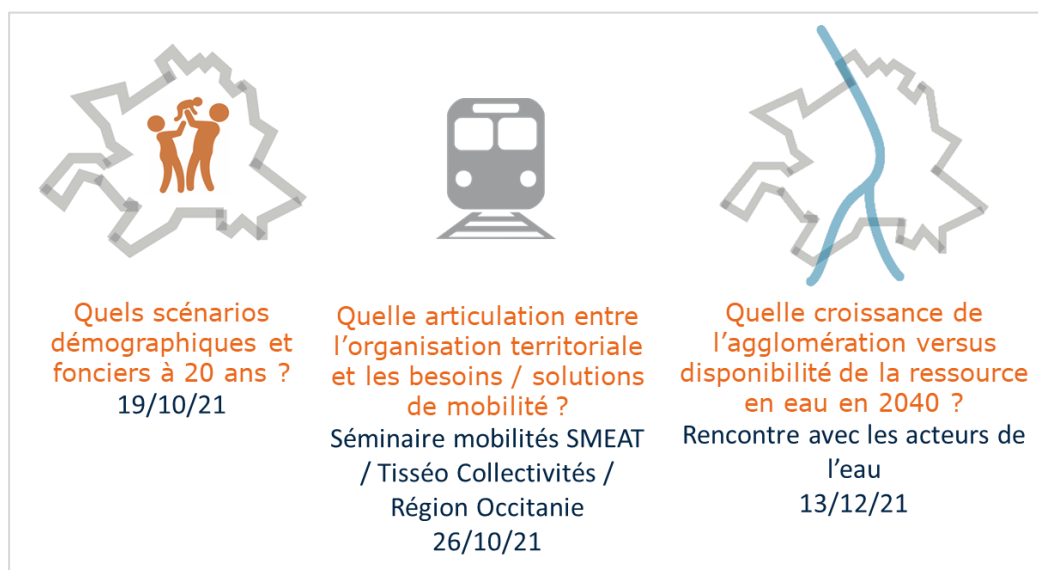 Quels scénarios
démographiques et
fonciers à 20 ans ?
19/10/21
Quelle articulation entre
l’organisation territoriale
et les besoins / solutions
de mobilité ?
Séminaire mobilités SMEAT
/ Tisséo Collectivités /
Région Occitanie
26/10/21
Quelle croissance de
l’agglomération versus
disponibilité de la ressource
en eau en 2040 ?
Rencontre avec les acteurs de
l’eau
13/12/21